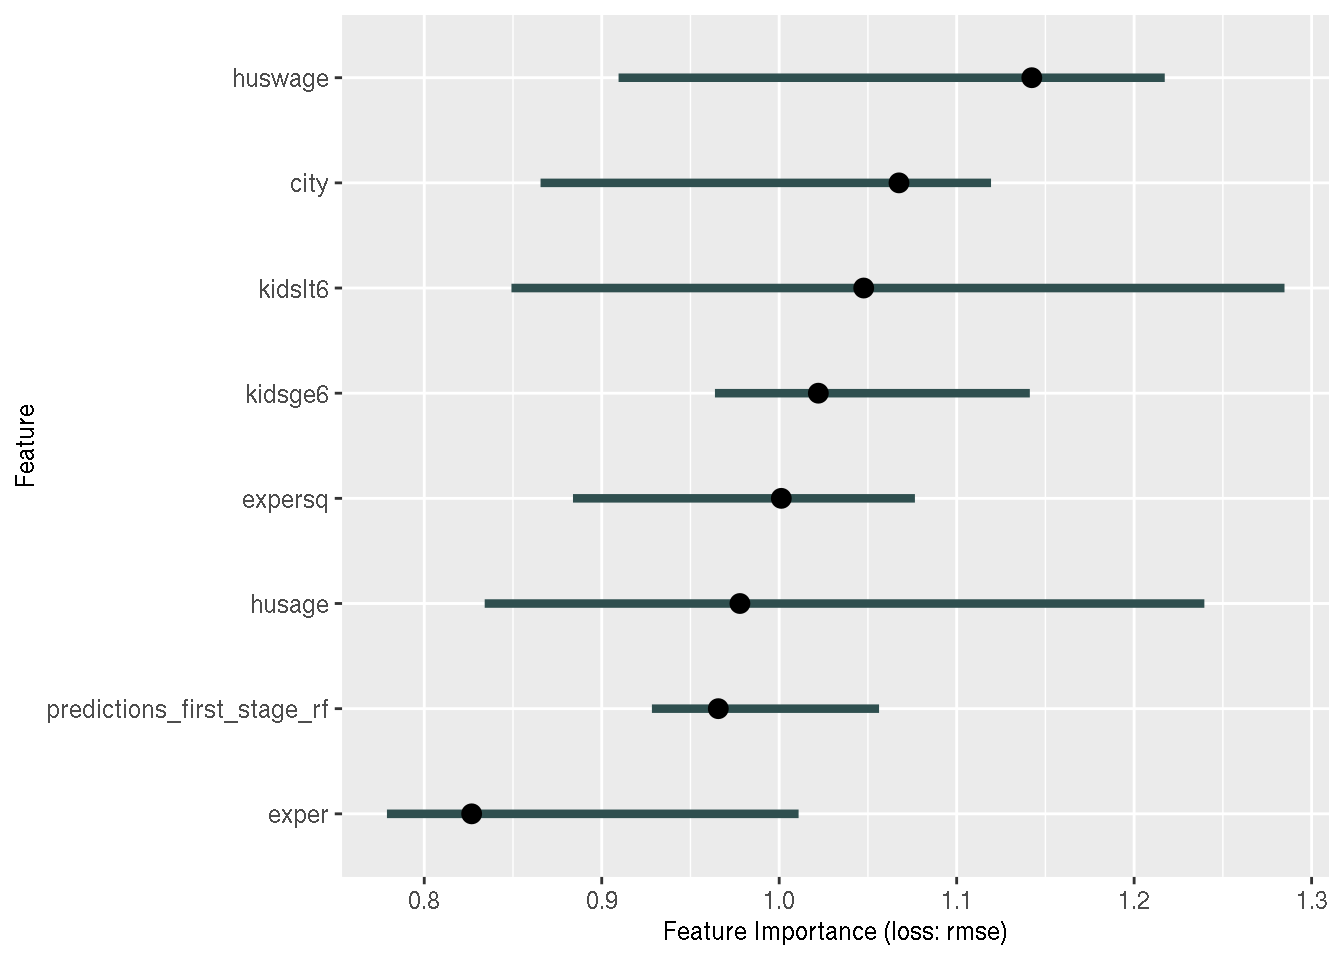 huswage
city
kidslt6
kidsge6
expersq
husage
predictions_first_stage_rf
exper
Feature
0.8 0.9 1.0 1.1 1.2 1.3
Feature Importance (loss: rmse)